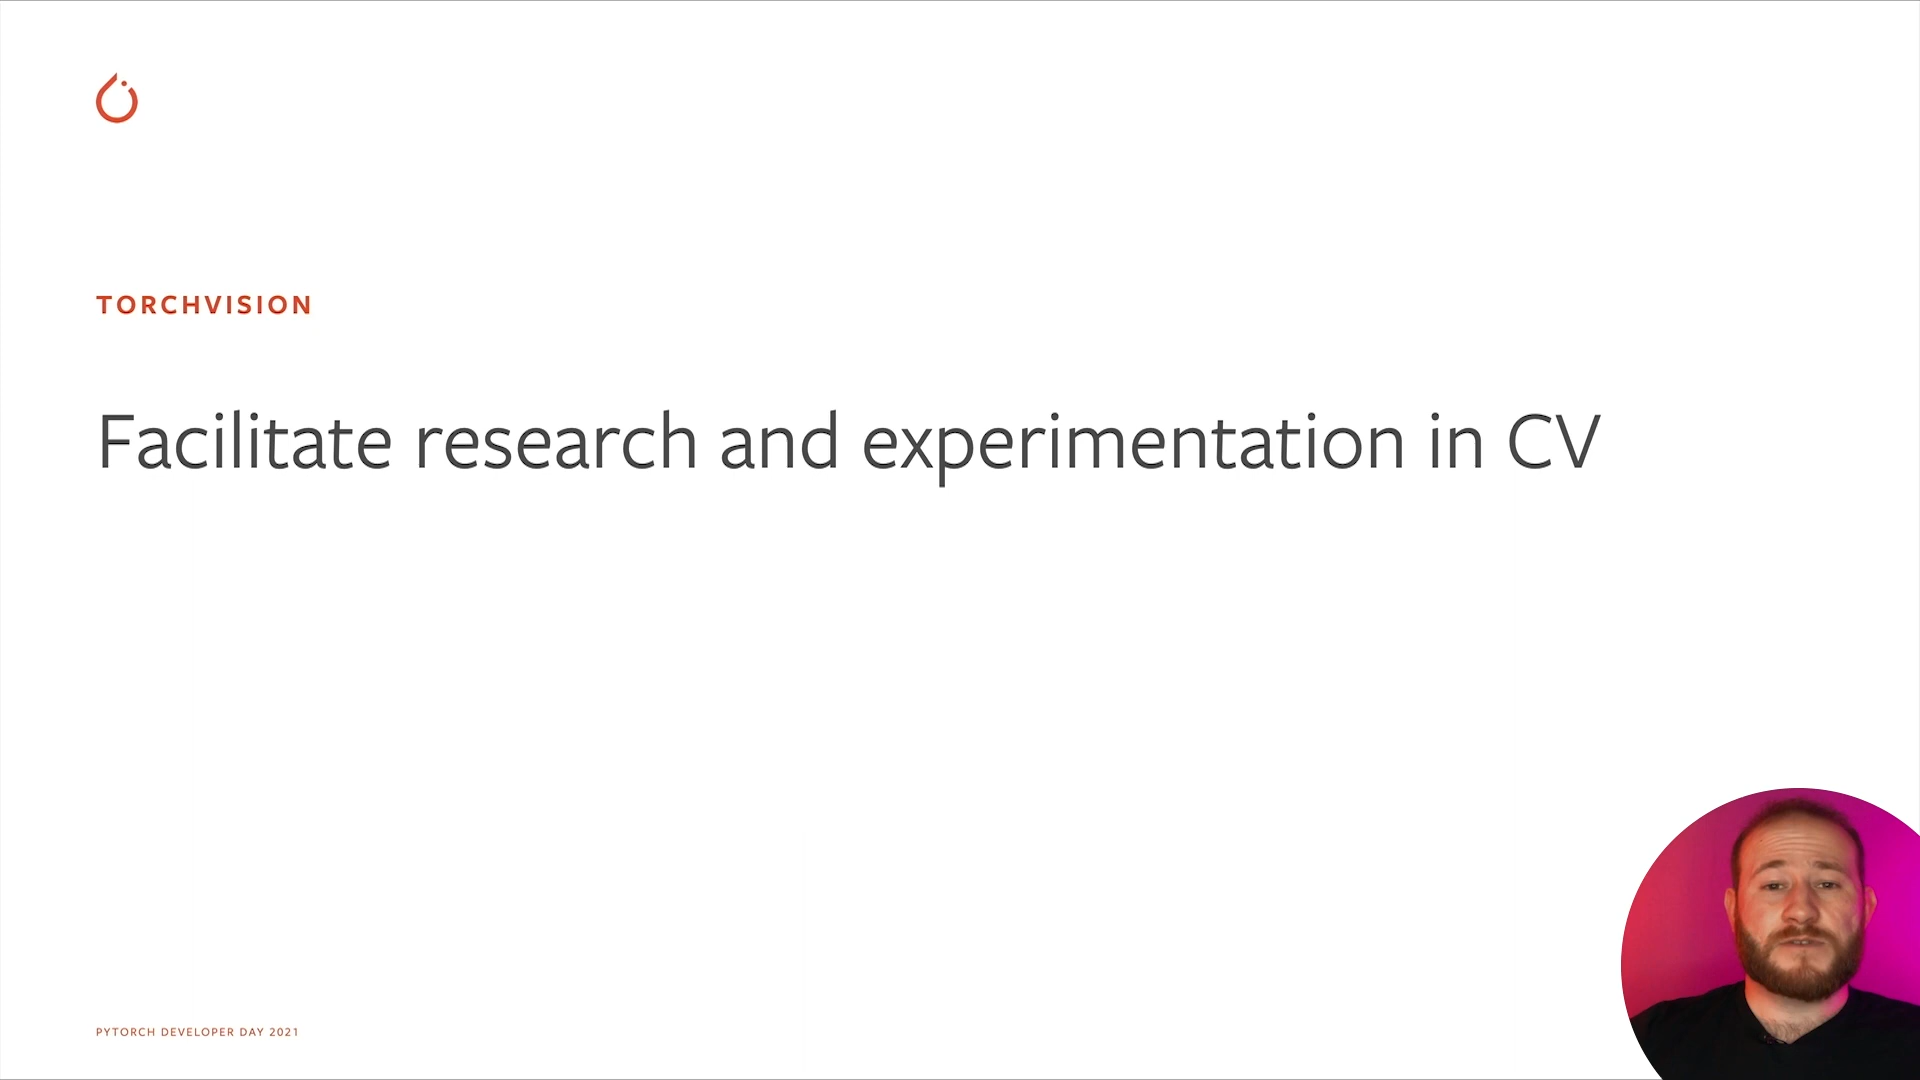 TORCHVISION
Facilitate research and experimentation in CV
PYTORCH DEVELOPER DAY 2021